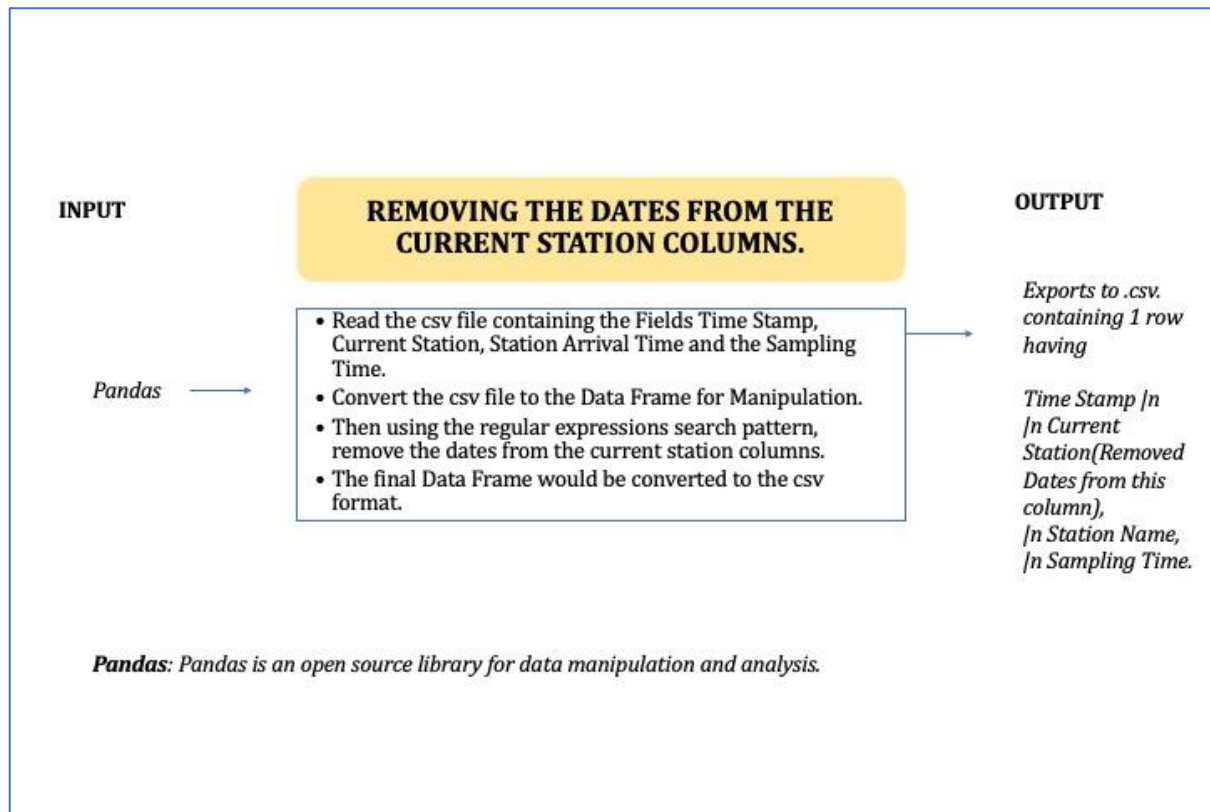 INPUT
REMOVING THE DATES FROM THE
CURRENT STATION COLUMNS.
OUTPUT
Pandas
• Read the csv file containing the Fields Time Stamp,
Current Station, Station Arrival Time and the Sampling
Time.
• Convert the csv file to the Data Frame for Manipulation.
• Then using the regular expressions search pattern,
remove the dates from the current station columns.
• The final Data Frame would be converted to the csv
format.
Exports to .csv.
containing 1 row
having
Time Stamp |n
|n Current
Station(Removed
Dates from this
column),
|n Station Name,
|n Sampling Time.
Pandas: Pandas is an open source library for data manipulation and analysis.